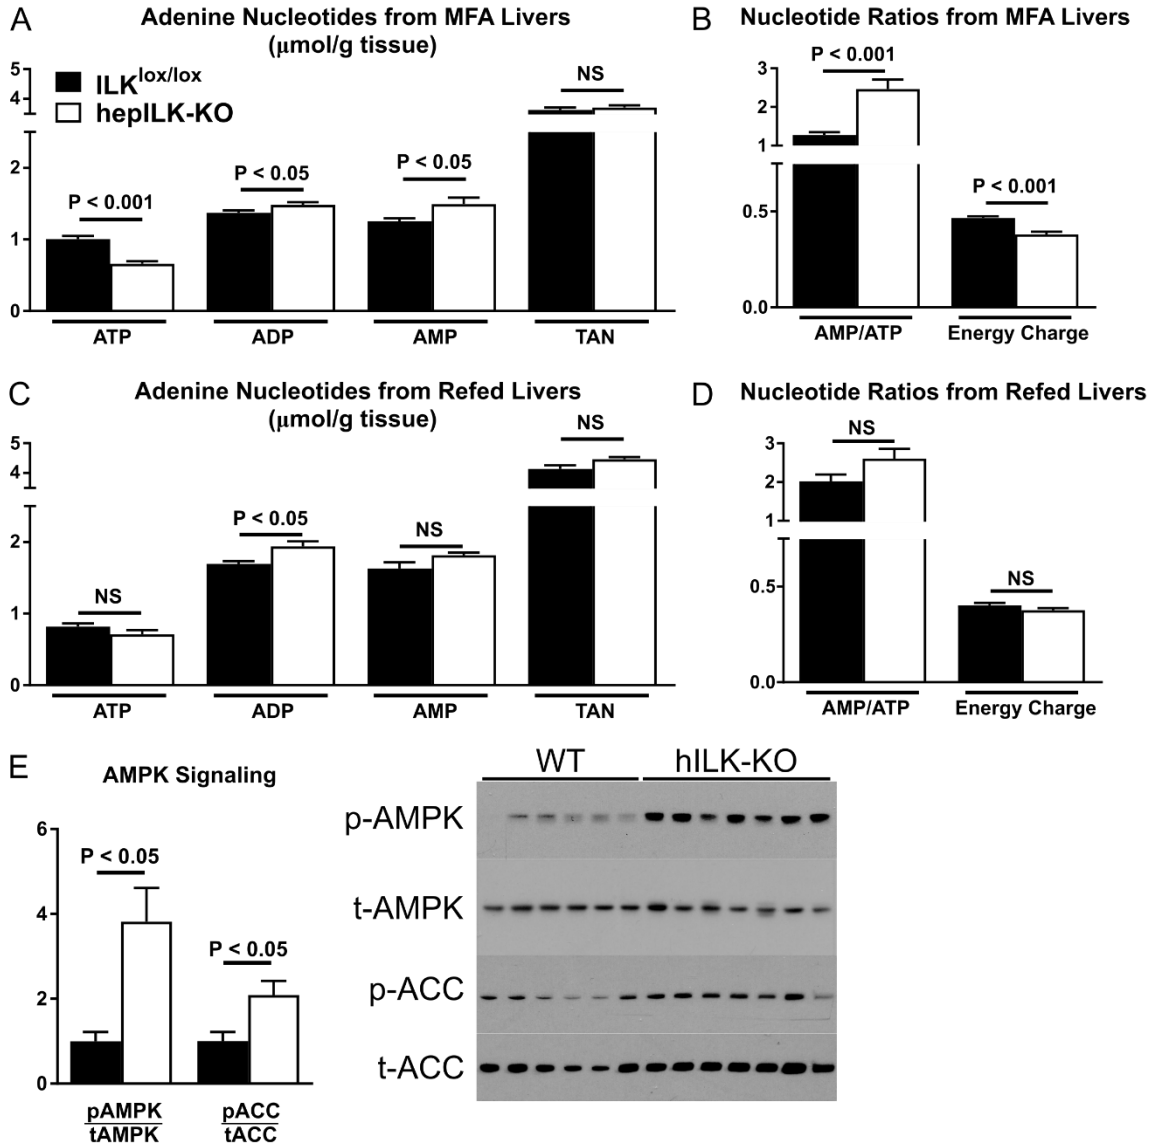 A
Adenine Nucleotides from MFA Livers
(μmol/g tissue)
5
4
2
1
0
ILKlox/lox
hepILK-KO
P < 0.001
P < 0.05
P < 0.05
NS
ATP
ADP
AMP
TAN
B
Nucleotide Ratios from MFA Livers
3
2
1
0.5
0.0
P < 0.001
P < 0.001
AMP/ATP
Energy Charge
C
Adenine Nucleotides from Refed Livers
(μmol/g tissue)
5
4
2
1
0
NS
P < 0.05
NS
NS
ATP
ADP
AMP
TAN
D
Nucleotide Ratios from Refed Livers
3
2
1
0.5
0.0
NS
NS
AMP/ATP
Energy Charge
E
AMPK Signaling
6
4
2
0
P < 0.05
P < 0.05
pAMPK
tAMPK
pACC
tACC
WT
hILK-KO
p-AMPK
t-AMPK
p-ACC
t-ACC